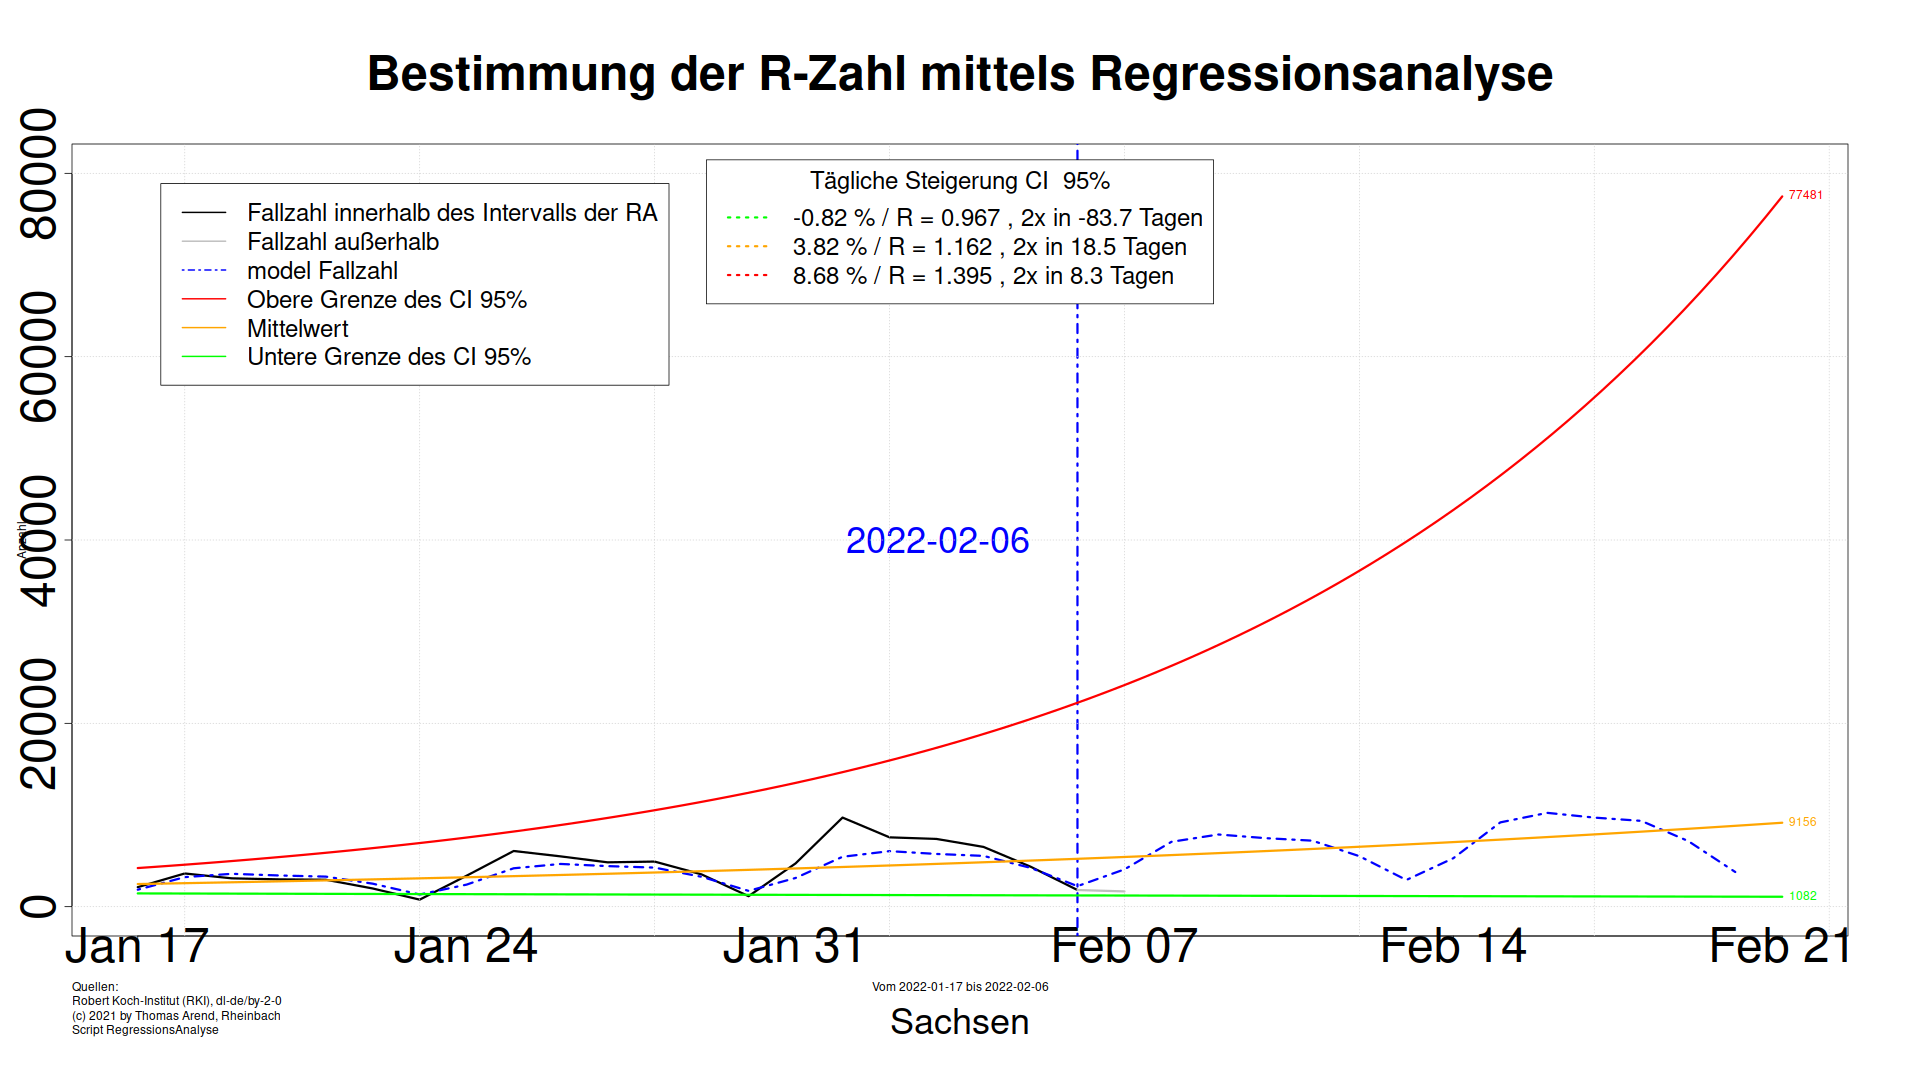 Bestimmung der R-Zahl mittels Regressionsanalyse
80000
60000
40000
20000
0
Anzahl
Fallzahl innerhalb des Intervalls der RA
Fallzahl außerhalb
model Fallzahl
Obere Grenze des CI 95%
Mittelwert
Untere Grenze des CI 95%
Tägliche Steigerung CI 95%
-0.82 % / R = 0.967 , 2x in -83.7 Tagen
3.82 % / R = 1.162 , 2x in 18.5 Tagen
8.68 % / R = 1.395 , 2x in 8.3 Tagen
77481
2022-02-06
9156
1082
Jan 17
Jan 24
Jan 31
Feb 07
Feb 14
Feb 21
Quellen:
Robert Koch-Institut (RKI), dl-de/by-2-0
(c) 2021 by Thomas Arend, Rheinbach
Script RegressionsAnalyse
Vom 2022-01-17 bis 2022-02-06
Sachsen